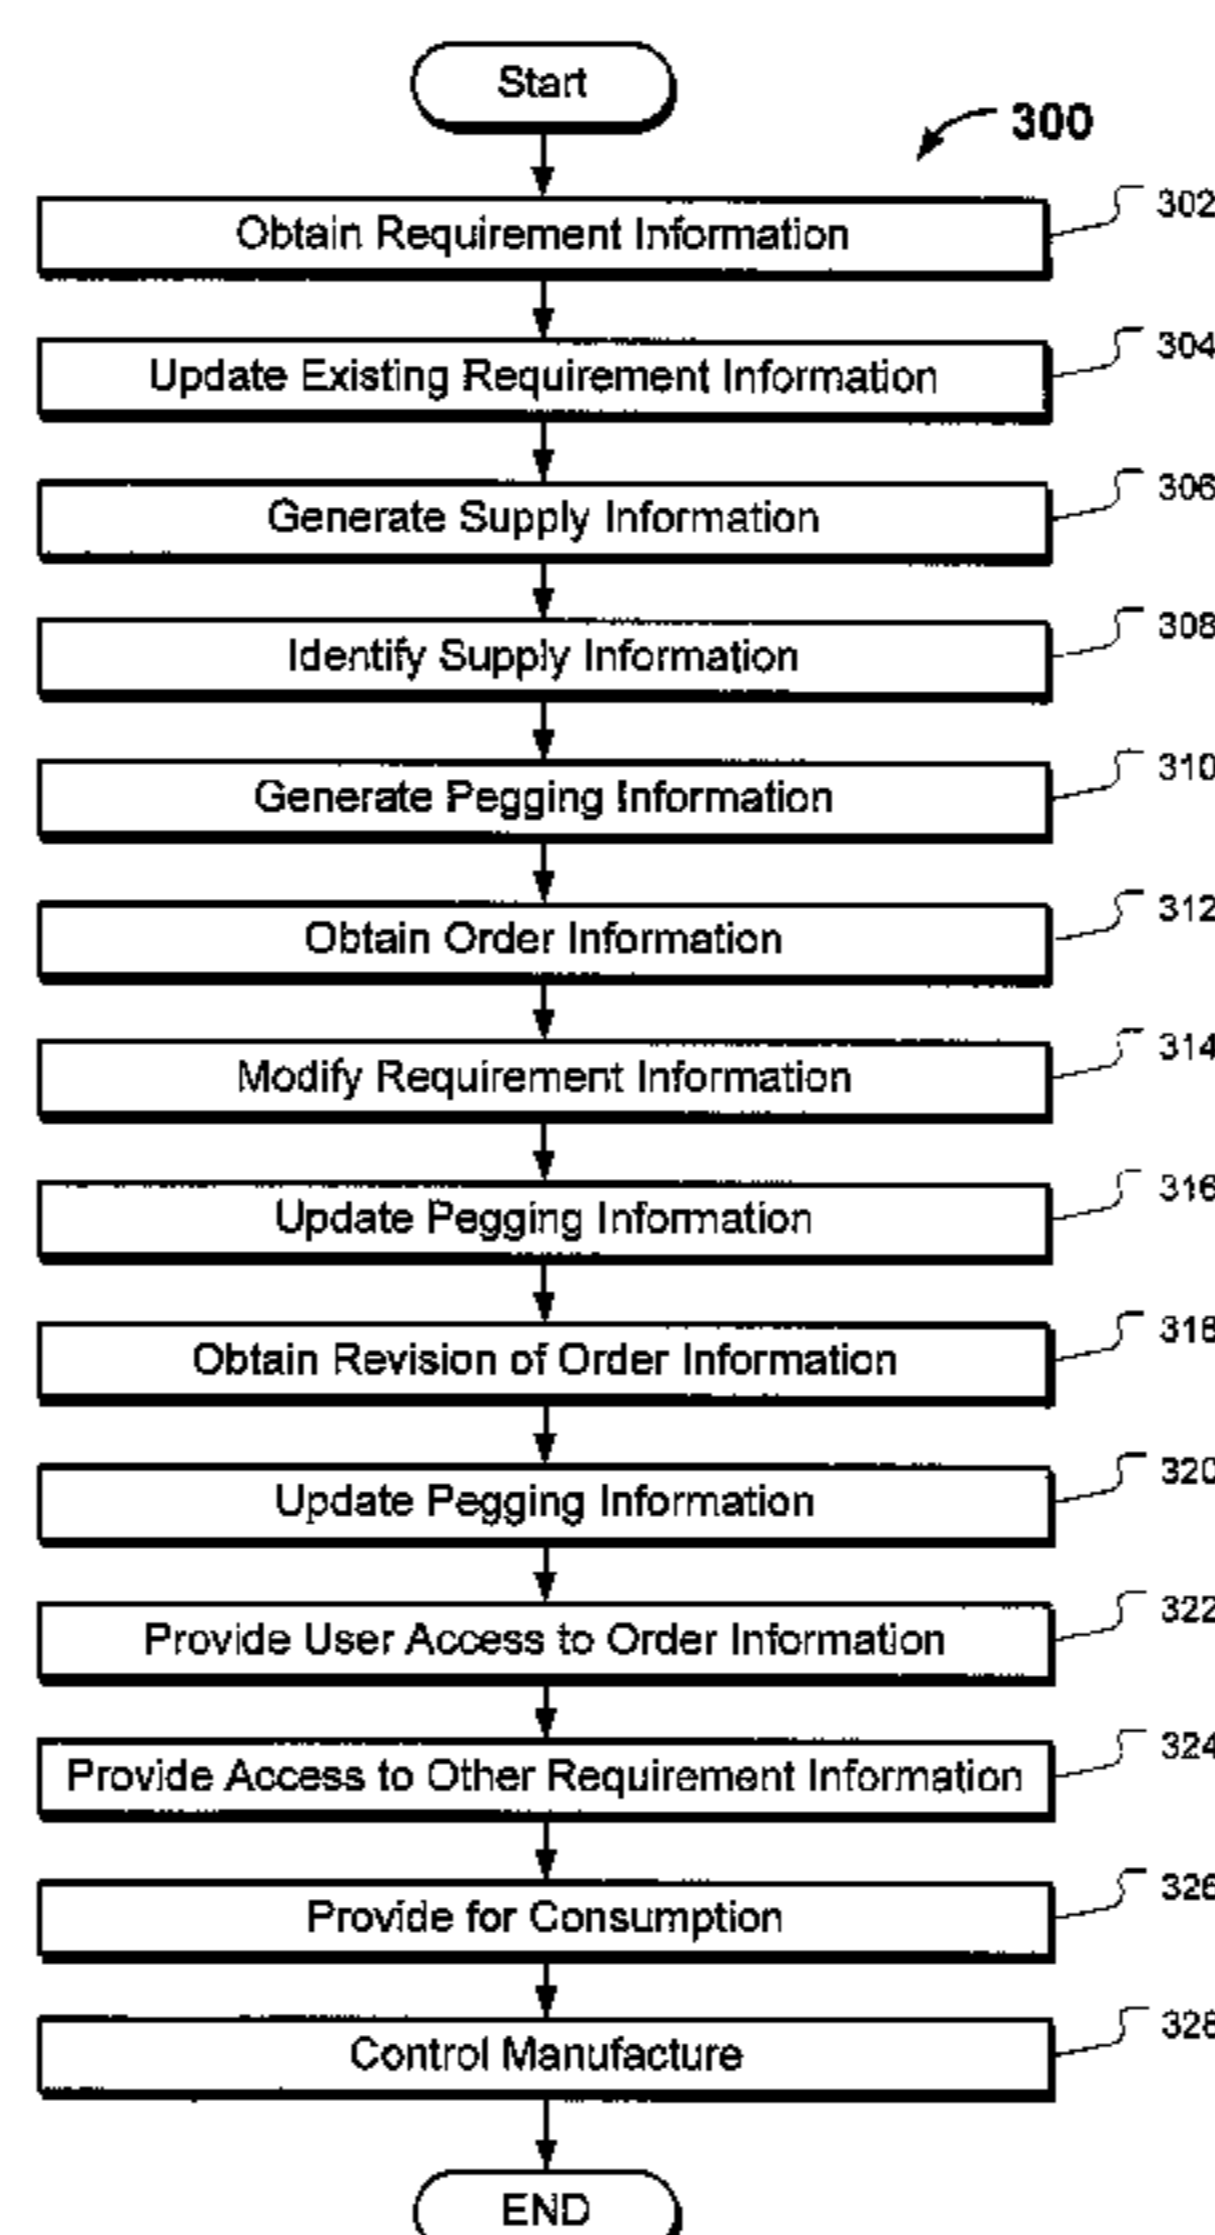 Start
300
Obtain Requirement Information
302
Update Existing Requirement Information
304
Generate Supply Information
306
Identify Supply Information
308
Generate Pegging Information
310
Obtain Order Information
312
Modify Requirement Information
314
Update Pegging Information
316
Obtain Revision of Order Information
318
Update Pegging Information
320
Provide User Access to Order Information
322
Provide Access to Other Requirement Information
324
Provide for Consumption
326
Control Manufacture
328
END